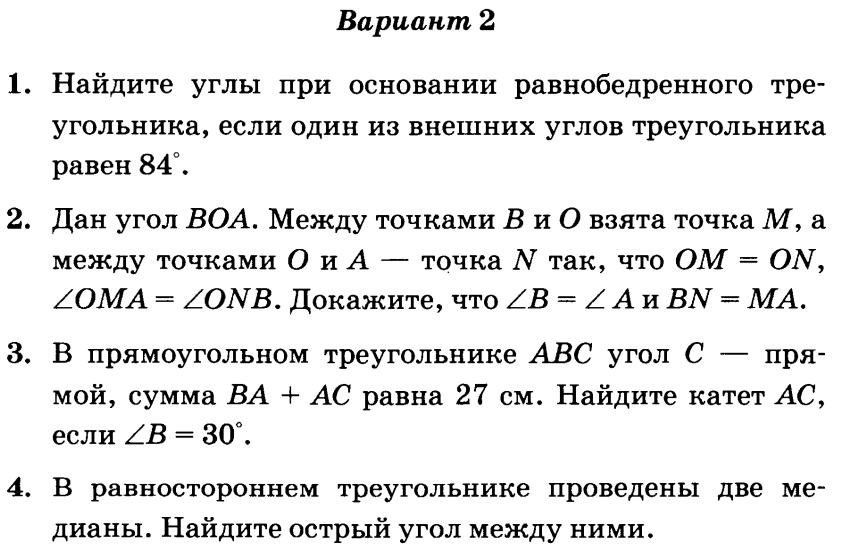 Вариант 2
1. Найдите углы при основании равнобедренного тре-
угольника, если один из внешних углов треугольника
равен 84°.
2. Дан угол BOA. Между точками B и O взята точка M, а
между точками O и A — точка N так, что OM = ON,
∠OMA = ∠ONB. Докажите, что ∠B = ∠ A и BN = MA.
3. В прямоугольном треугольнике ABC угол C — пря-
мой, сумма BA + AC равна 27 см. Найдите катет AC,
если ∠B = 30°.
4. В равностороннем треугольнике проведены две ме-
дианы. Найдите острый угол между ними.